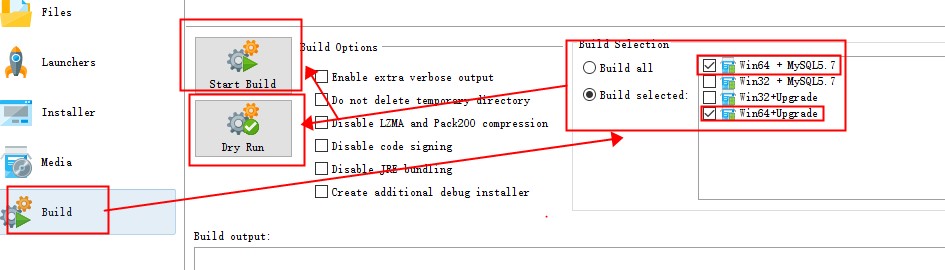 Files
Launchers
Installer
Media
Build
Start Build
Dry Run
Build Options
Enable extra verbose output
Do not delete temporary directory
Disable LZMA and Pack200 compression
Disable code signing
Disable JRE bundling
Create additional debug installer
Build Selection
Build all
Build selected:
Win64 + MySQL5.7
Win32 + MySQL5.7
Win32+Upgrade
Win64+Upgrade
Build output: